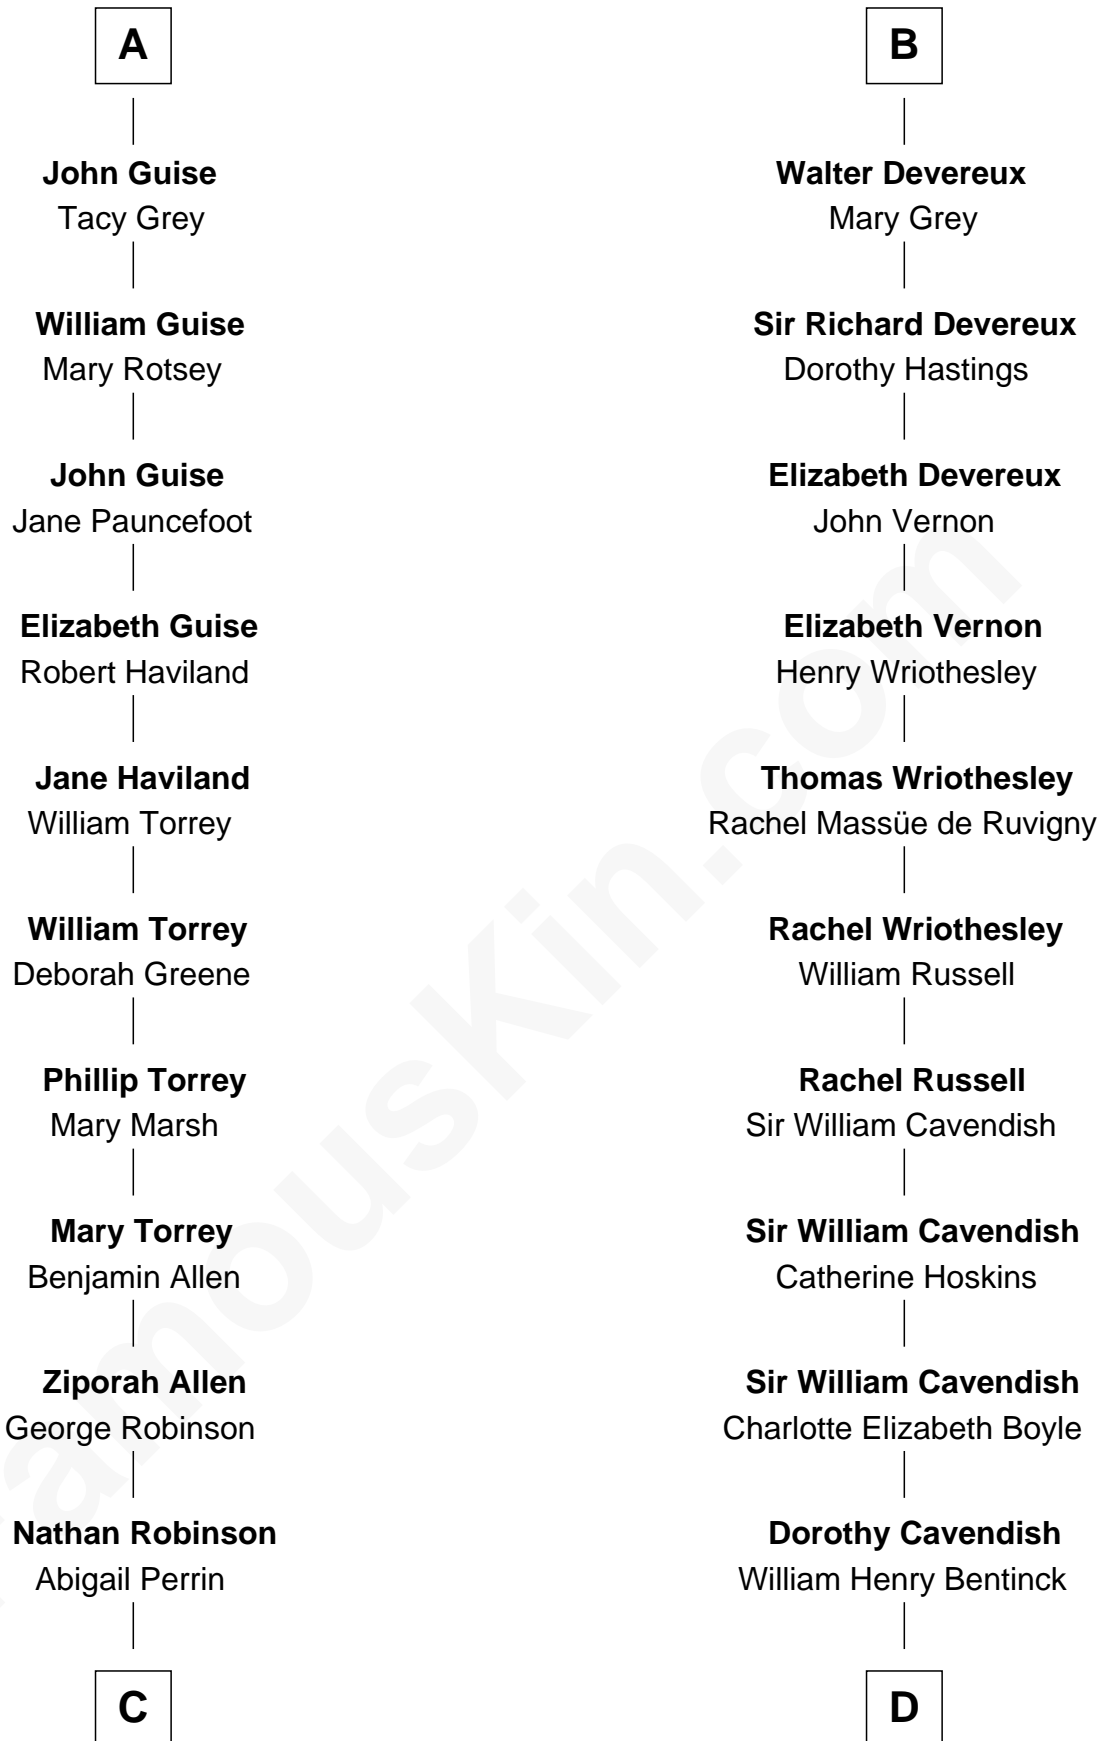 A
John Guise
Tacy Grey
William Guise
Mary Rotsey
John Guise
Jane Pauncefoot
Elizabeth Guise
Robert Haviland
Jane Haviland
William Torrey
William Torrey
Deborah Greene
Phillip Torrey
Mary Marsh
Mary Torrey
Benjamin Allen
Ziporah Allen
George Robinson
Nathan Robinson
Abigail Perrin
C
B
Walter Devereux
Mary Grey
Sir Richard Devereux
Dorothy Hastings
Elizabeth Devereux
John Vernon
Elizabeth Vernon
Henry Wriothesley
Thomas Wriothesley
Rachel Massüe de Ruvigny
Rachel Wriothesley
William Russell
Rachel Russell
Sir William Cavendish
Sir William Cavendish
Catherine Hoskins
Sir William Cavendish
Charlotte Elizabeth Boyle
Dorothy Cavendish
William Henry Bentinck
D
FamousKin.com